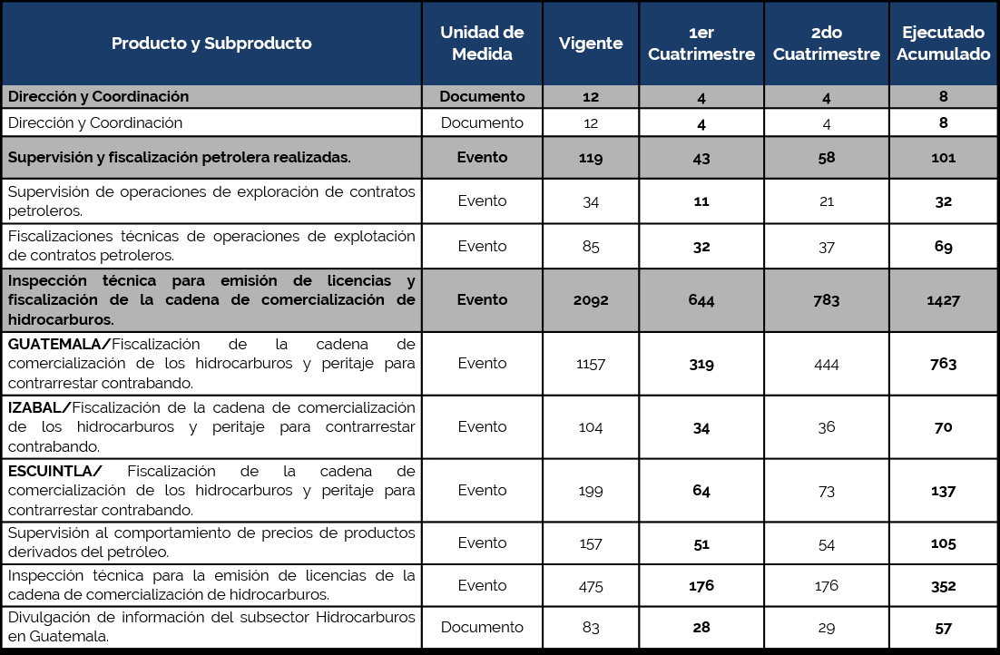 Producto y Subproducto
Unidad de
Medida
Vigente
1er
Cuatrimestre
2do
Cuatrimestre
Ejecutado
Acumulado
Dirección y Coordinación
Documento
12
4
4
8
Dirección y Coordinación
Documento
12
4
4
8
Supervisión y fiscalización petrolera realizadas.
Evento
119
43
58
101
Supervisión de operaciones de exploración de contratos
petroleros.
Evento
34
11
21
32
Fiscalizaciones técnicas de operaciones de explotación
de contratos petroleros.
Evento
85
32
37
69
Inspección técnica para emisión de licencias y
fiscalización de la cadena de comercialización de
hidrocarburos.
Evento
2092
644
783
1427
GUATEMALA/Fiscalización de la cadena de
comercialización de los hidrocarburos y peritaje para
contrarrestar contrabando.
Evento
1157
319
444
763
IZABAL/Fiscalización de la cadena de comercialización
de los hidrocarburos y peritaje para contrarrestar
contrabando.
Evento
104
34
36
70
ESCUINTLA/ Fiscalización de la cadena de
comercialización de los hidrocarburos y peritaje para
contrarrestar contrabando.
Evento
199
64
73
137
Supervisión al comportamiento de precios de productos
derivados del petróleo.
Evento
157
51
54
105
Inspección técnica para la emisión de licencias de la
cadena de comercialización de hidrocarburos.
Evento
475
176
176
352
Divulgación de información del subsector Hidrocarburos
en Guatemala.
Documento
83
28
29
57